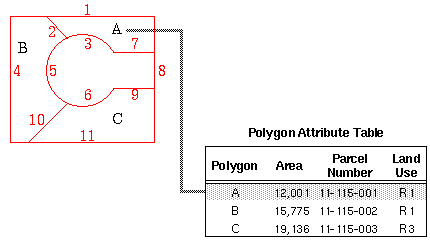 1
2
A
3
7
B
4
5
8
6
9
10
C
11
Polygon Attribute Table
Polygon Area Parcel Number Land Use
A 12,001 11-115-001 R1
B 15,775 11-115-002 R1
C 19,136 11-115-003 R3